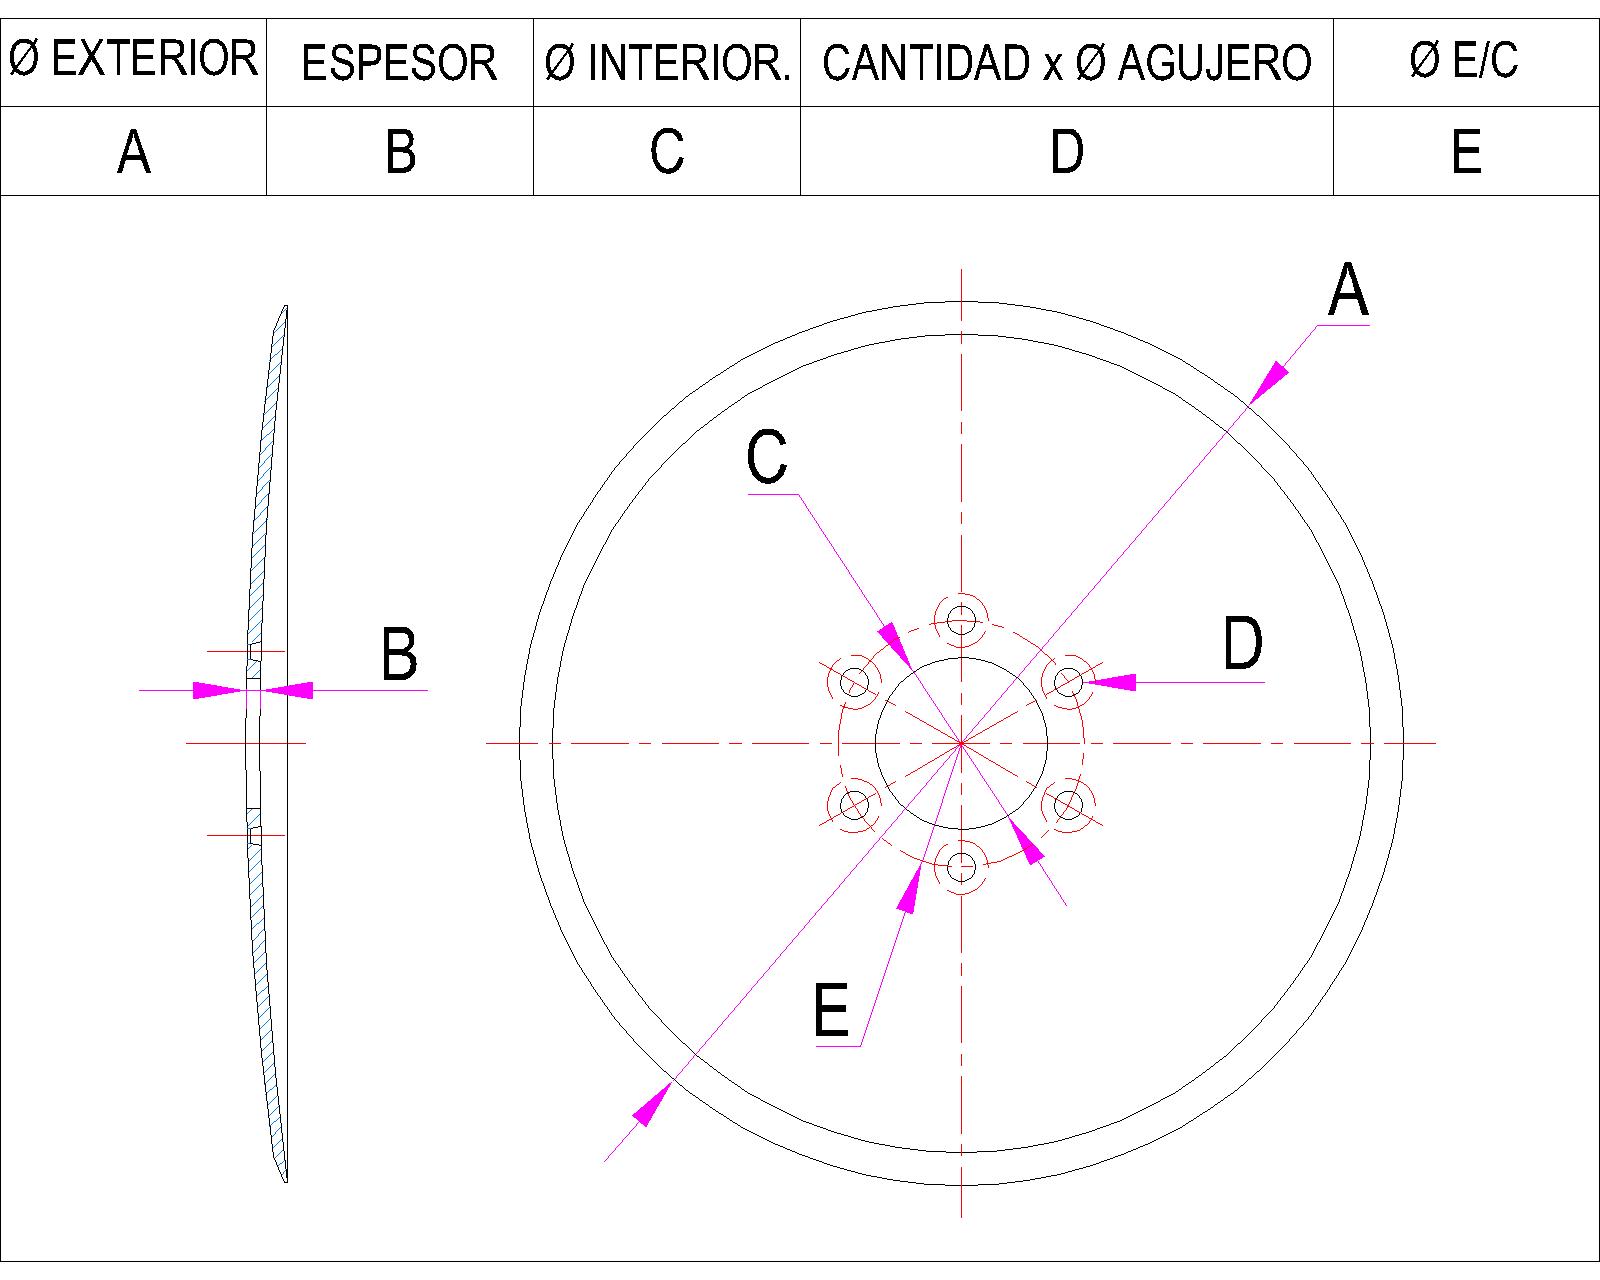 Ø EXTERIOR ESPESOR Ø INTERIOR. CANTIDAD x Ø AGUJERO Ø E/C
A B C D E
A
C
D
B
E